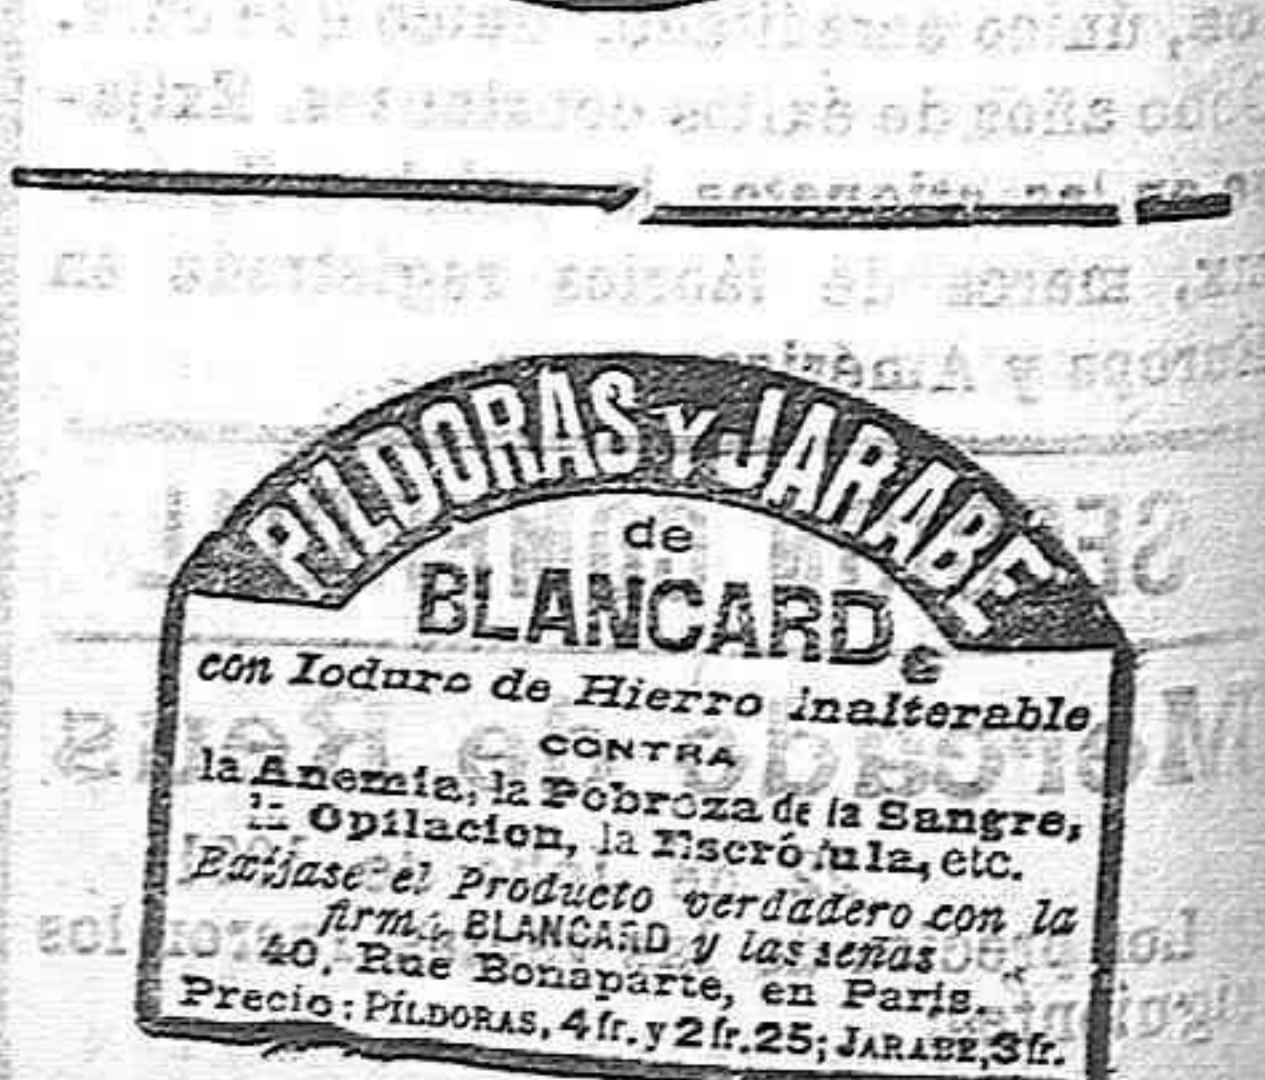 PILDORAS Y JARABE
de
BLANCARD
con Ioduro de Hierro inalterable
CONTRA
la Anemia, la Pobreza de la Sangre,
la Opilacion, la Escrófula, etc.
Exíjase el Producto verdadero con la
firma BLANCARD y las señas
40, Rue Bonaparte, en Paris.
Precio: PÍLDORAS, 4 fr. y 2 fr. 25; JARABE, 3 fr.